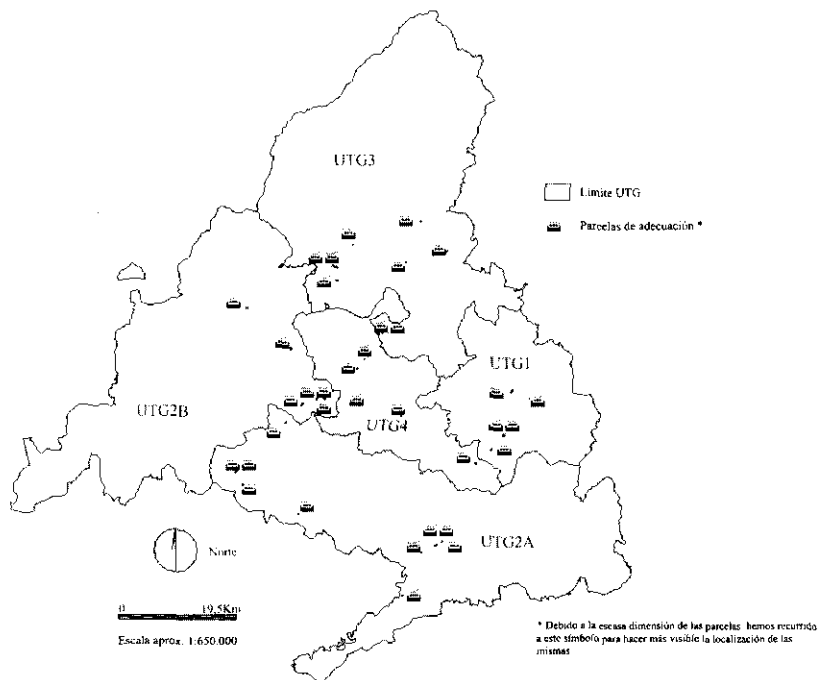 UTG3
Limite UTG
Parcelas de adecuación *
UTG1
UTG2B
UTG4
UTG2A
Norte
0 19,5Km
Escala aprox. 1:650.000
* Debido a la escasa dimensión de las parcelas hemos recurrido
a este símbolo para hacer más visible la localización de las
mismas